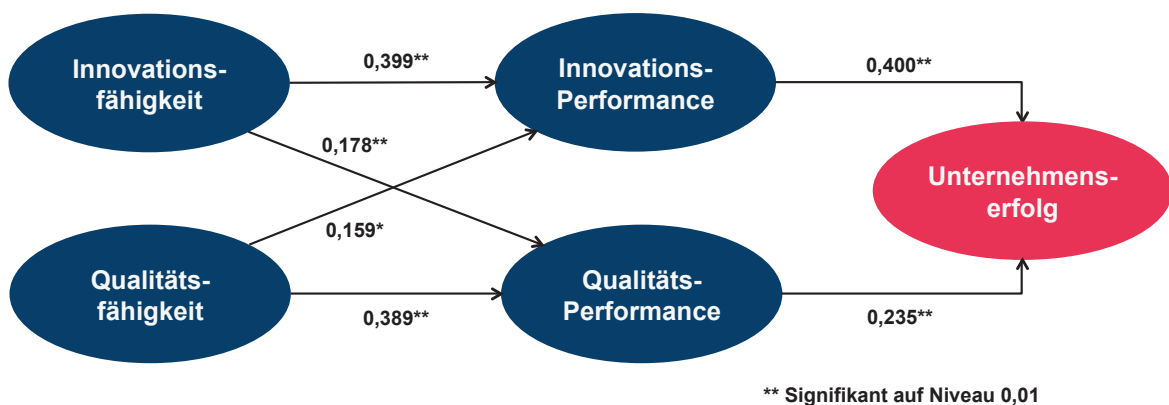 Innovations-
fähigkeit
0,399**
Innovations-
Performance
0,400**
0,178**
Unternehmens-
erfolg
0,159*
Qualitäts-
fähigkeit
0,389**
Qualitäts-
Performance
0,235**
** Signifikant auf Niveau 0,01